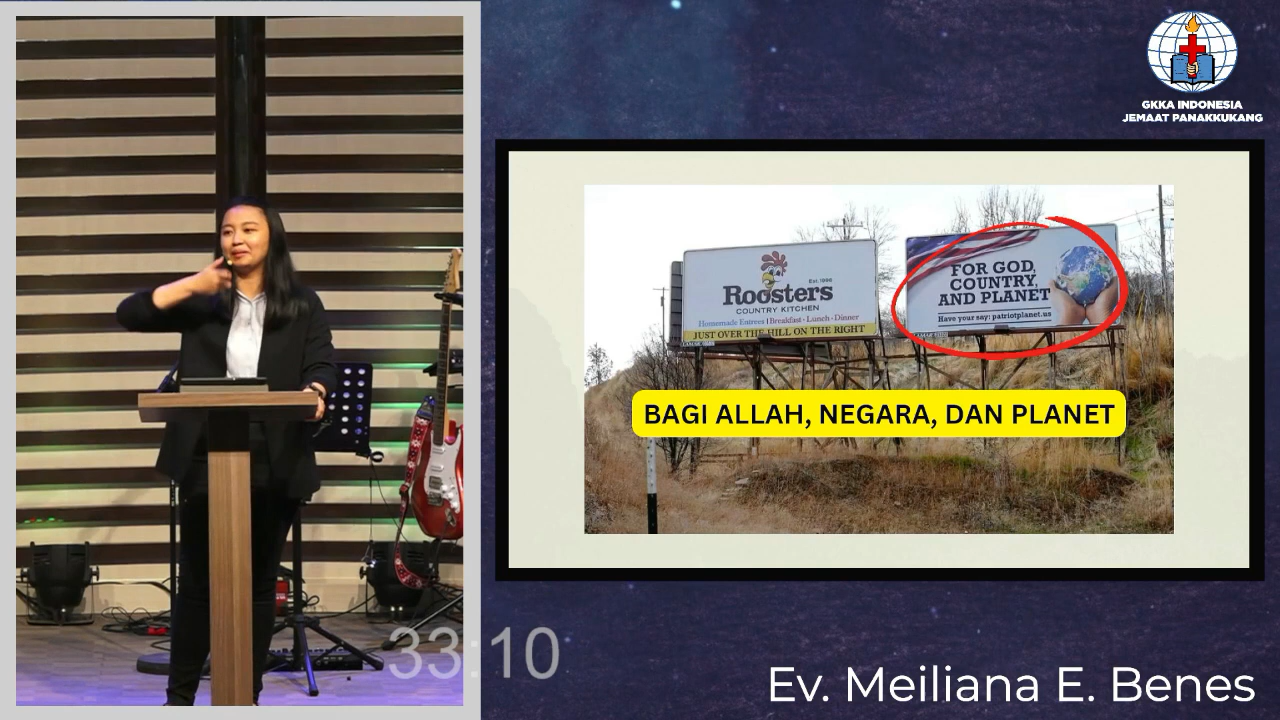 GKKA INDONESIA
JEMAAT PANAKKUKANG
Est. 1996
Roosters
COUNTRY KITCHEN
Homemade Entrees | Breakfast - Lunch - Dinner
JUST OVER THE HILL ON THE RIGHT
FOR GOD,
COUNTRY,
AND PLANET
Have your say: patriotplanet.us
BAGI ALLAH, NEGARA, DAN PLANET
33:10
Ev. Meiliana E. Benes